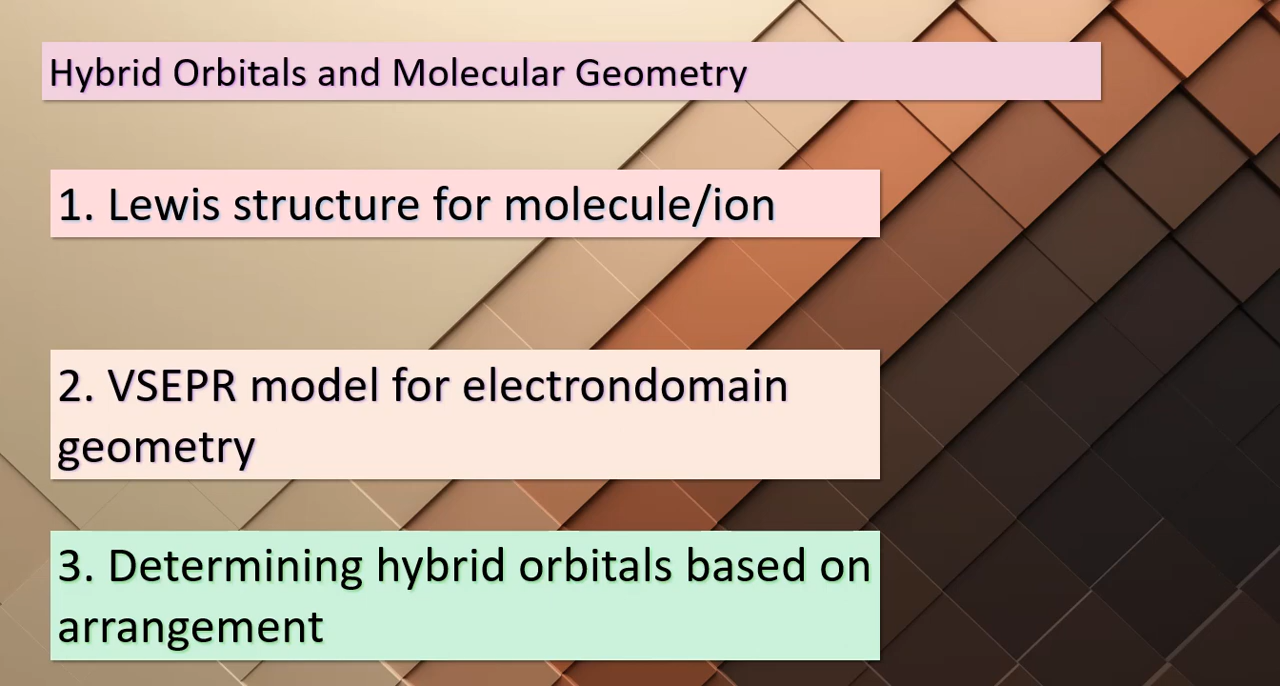 Hybrid Orbitals and Molecular Geometry
1. Lewis structure for molecule/ion
2. VSEPR model for electrondomain
geometry
3. Determining hybrid orbitals based on
arrangement